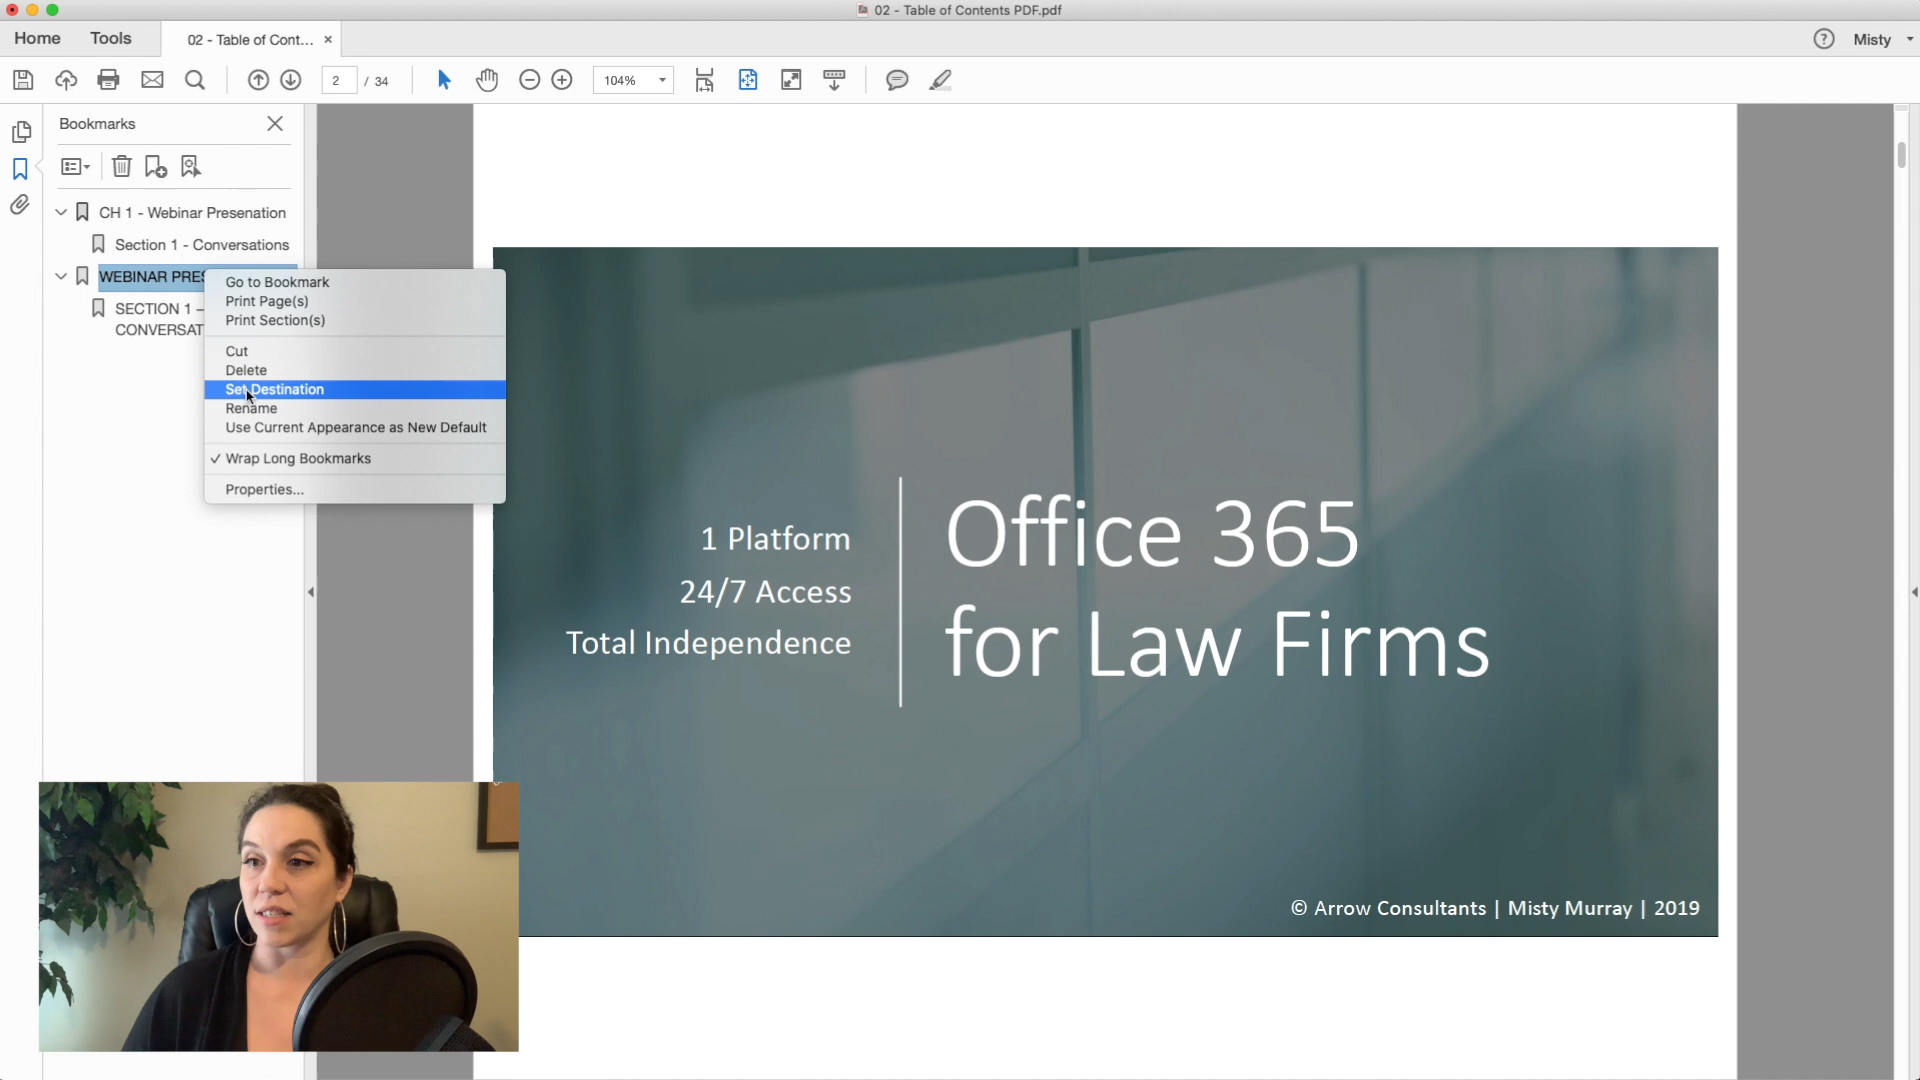 02 - Table of Contents PDF.pdf
Home
Tools
02 - Table of Cont... ×
?
Misty
2 / 34
104%
Bookmarks
CH 1 - Webinar Presenation
Section 1 - Conversations
WEBINAR PRES
SECTION 1 –
CONVERSAT
Go to Bookmark
Print Page(s)
Print Section(s)
Cut
Delete
Set Destination
Rename
Use Current Appearance as New Default
✓ Wrap Long Bookmarks
Properties...
1 Platform
24/7 Access
Total Independence
Office 365
for Law Firms
© Arrow Consultants | Misty Murray | 2019